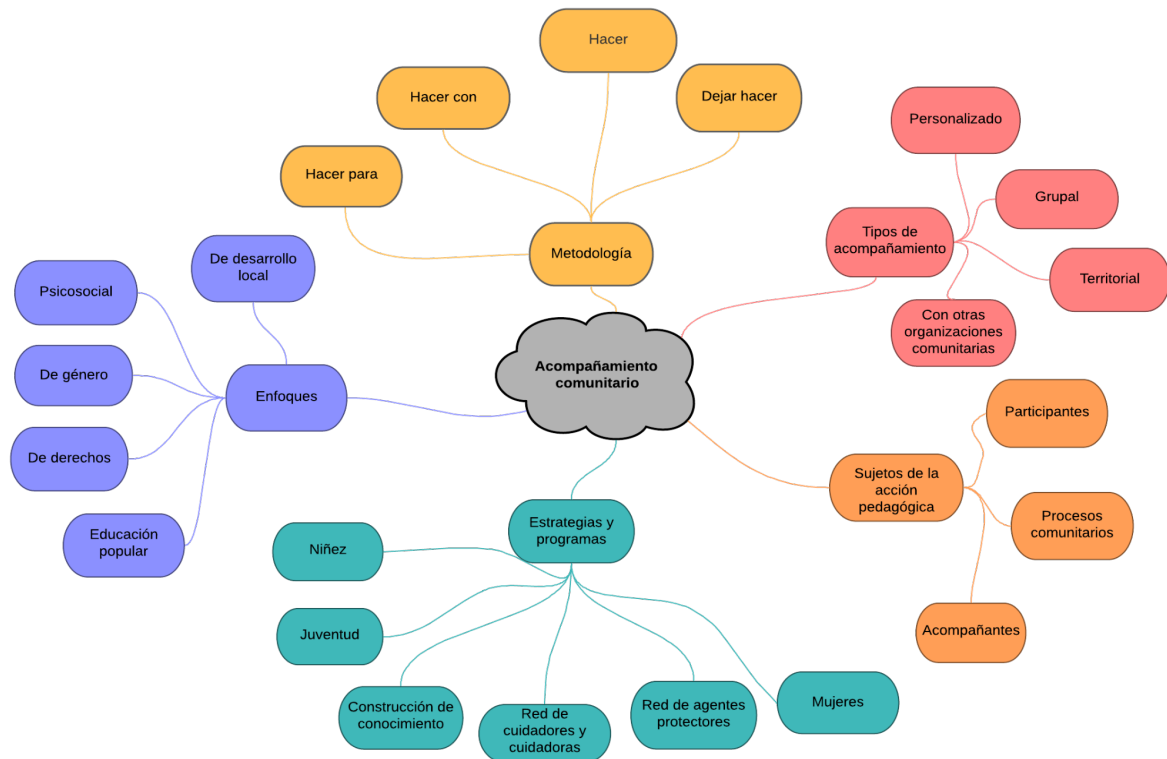 Hacer
Hacer con
Dejar hacer
Hacer para
Metodología
Personalizado
Grupal
Tipos de
acompañamiento
Territorial
Con otras
organizaciones
comunitarias
De desarrollo
local
Psicosocial
De género
Enfoques
De derechos
Educación
popular
Acompañamiento
comunitario
Participantes
Sujetos de la
acción
pedagógica
Procesos
comunitarios
Acompañantes
Estrategias y
programas
Niñez
Juventud
Construcción de
conocimiento
Red de
cuidadores y
cuidadoras
Red de agentes
protectores
Mujeres